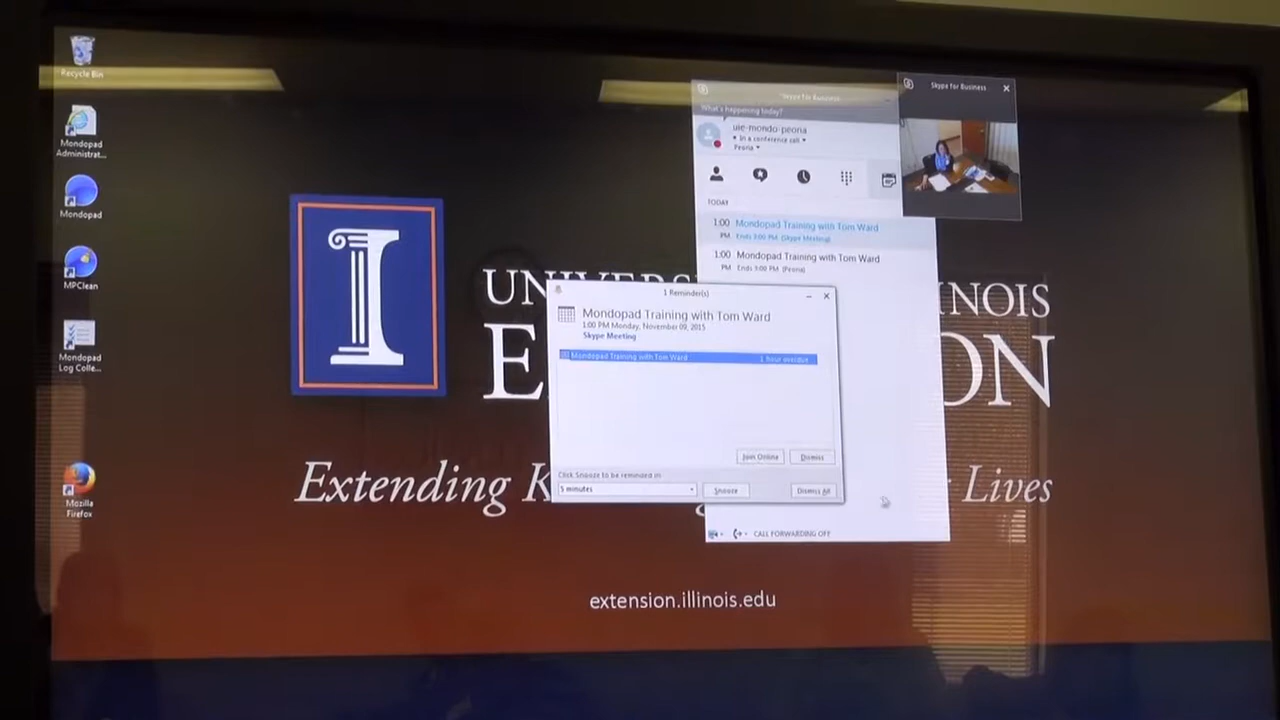 Recycle Bin
Mondopad
Administrat...
Mondopad
MPClean
Mondopad
Log Colle...
Mozilla
Firefox
I
UNIVERS
INOIS
E
ON
Extending K
Lives
extension.illinois.edu
Skype for Business
What's happening today?
uie-mondo-peoria
In a conference call
Peoria
TODAY
1:00 PM Mondopad Training with Tom Ward
Ends 3:00 PM (Skype Meeting)
1:00 PM Mondopad Training with Tom Ward
Ends 3:00 PM (Peoria)
CALL FORWARDING OFF
Skype for Business
1 Reminder(s)
Mondopad Training with Tom Ward
1:00 PM Monday, November 09, 2015
Skype Meeting
Mondopad Training with Tom Ward 1 hour overdue
Join Online Dismiss
Click Snooze to be reminded in:
5 minutes Snooze Dismiss All